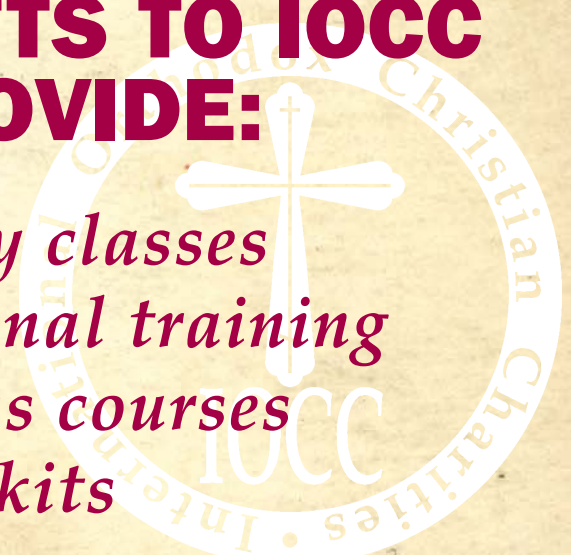 TS TO IOCC
OVIDE:
y classes
nal training
s courses
kits
International Orthodox Christian Charities •
IOCC